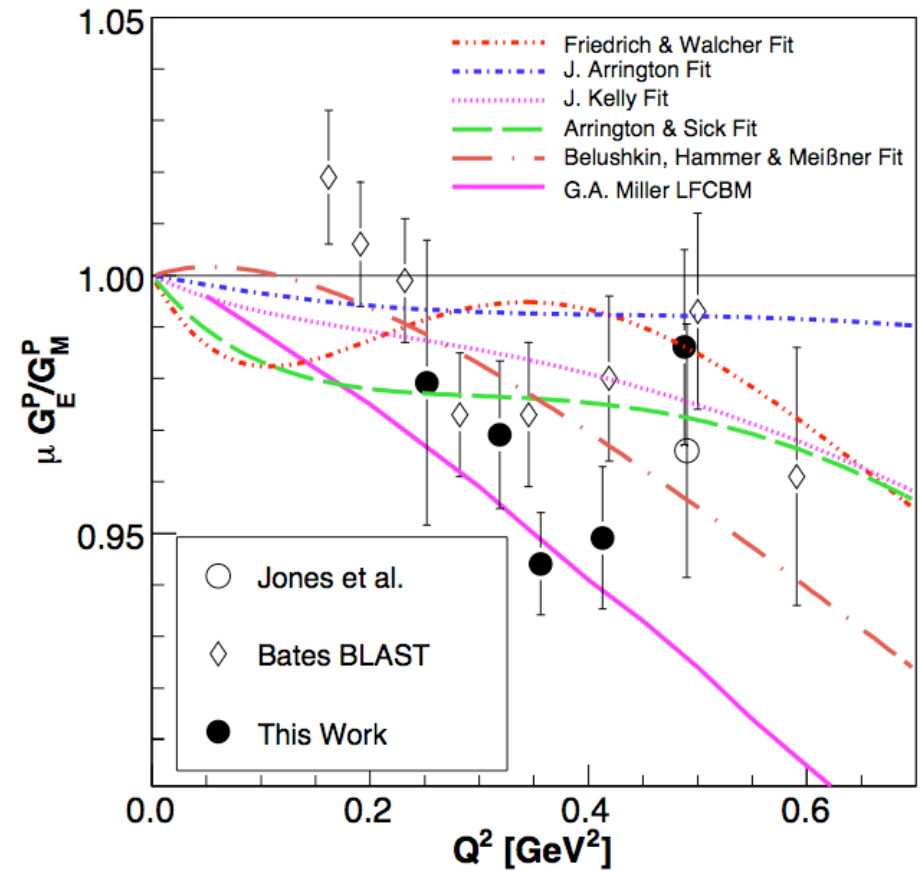 1.05
1.00
0.95
μ G_E^P/G_M^P
Friedrich & Walcher Fit
J. Arrington Fit
J. Kelly Fit
Arrington & Sick Fit
Belushkin, Hammer & Meißner Fit
G.A. Miller LFCBM
Jones et al.
Bates BLAST
This Work
0.0
0.2
0.4
0.6
Q² [GeV²]